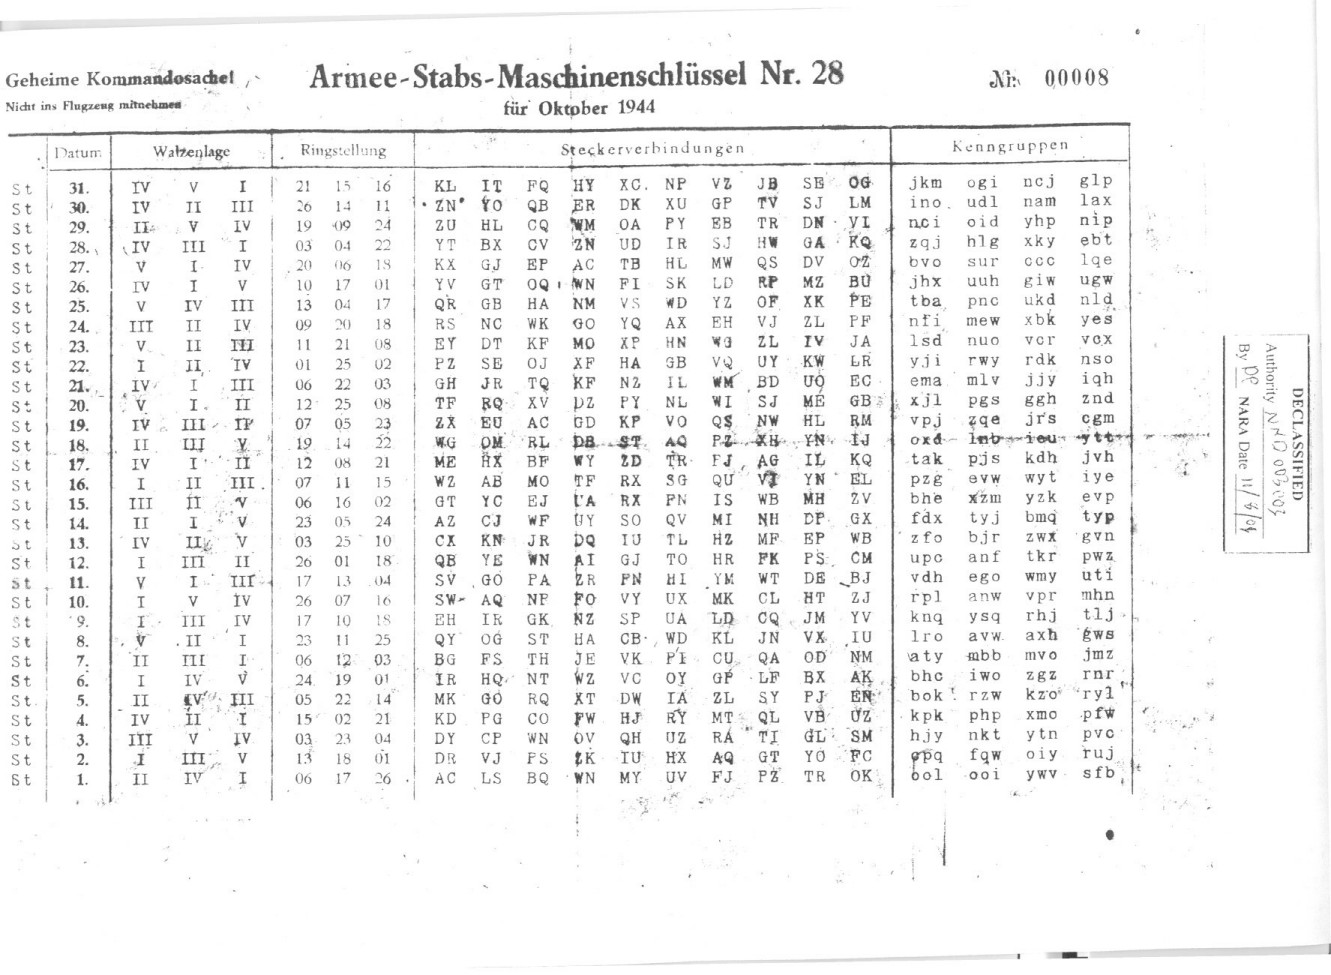 Geheime Kommandosache! Armee-Stabs-Maschinenschlüssel Nr. 28 Nr. 00008
Nicht ins Flugzeug mitnehmen für Oktober 1944
Datum Walzenlage Ringstellung Steckerverbindungen Kenngruppen
St 31. IV V I 21 15 16 KL IT FQ HY XC NP VZ JB SE OG jkm ogi ncj glp
St 30. IV II III 26 14 11 ZN YO QB ER DK XU GP TV SJ LM ino udl nam lax
St 29. II V IV 19 09 24 ZU HL CQ WM OA PY EB TR DN VI nci oid yhp nip
St 28. IV III I 03 04 22 YT BX CV ZN UD IR SJ HW GA KQ zqj hlg xky ebt
St 27. V I IV 20 06 18 KX GJ EP AC TB HL MW QS DV OZ bvo sur ccc lqe
St 26. IV I V 10 17 01 YV GT OQ WN FI SK LD RP MZ BU jhx uuh giw ugw
St 25. V IV III 13 04 17 QR GB HA NM VS WD YZ OF XK PE tba pnc ukd nld
St 24. III II IV 09 20 18 RS NC WK GO YQ AX EH VJ ZL PF nfi mew xbk yes
St 23. V II III 11 21 08 EY DT KF MO XP HN WG ZL IV JA lsd nuo vcr vcx
St 22. I II IV 01 25 02 PZ SE OJ XF HA GB VQ UY KW LR yji rwy rdk nso
St 21. IV I III 06 22 03 GH JR TQ KF NZ IL WM BD UO EC ema mlv jjy iqh
St 20. V I II 12 25 08 TF RQ XV DZ PY NL WI SJ ME GB xjl pgs ggh znd
St 19. IV III II 07 05 23 ZX EU AC GD KP VO QS NW HL RM vpj zqe jrs cgm
St 18. II III V 19 14 22 WG OM RL DB ST AQ PZ XH YN IJ oxd lnb ieu ytt
St 17. IV I II 12 08 21 ME HX BF WY ZD TR FJ AG IL KQ tak pjs kdh jvh
St 16. I II III 07 11 15 WZ AB MO TF RX SG QU VI YN EL pzg evw wyt iye
St 15. III II V 06 16 02 GT YC EJ UA RX PN IS WB MH ZV bhe xzm yzk evp
St 14. II I V 23 05 24 AZ CJ WF UY SO QV MI NH DP GX fdx tyj bmq typ
St 13. IV II V 03 25 10 CX KN JR DQ IU TL HZ MF EP WB zfo bjr zwx gvn
St 12. I III II 26 01 18 QB YE WN AI GJ TO HR FK PS CM upc anf tkr pwz
St 11. V I III 17 13 04 SV GO PA ZR FN HI YM WT DE BJ vdh ego wmy uti
St 10. I V IV 26 07 16 SW AQ NF FO VY UX MK CL HT ZJ rpl anw vpr mhn
St 9. I III IV 17 10 18 EH IR GK NZ SP UA LD CQ JM YV knq ysq rhj tlj
St 8. V II I 23 11 25 QY OG ST HA CB WD KL JN VX IU lro avw axh gws
St 7. II III I 06 12 03 BG FS TH JE VK PI CU QA OD NM aty mbb mvo jmz
St 6. I IV V 24 19 01 IR HQ NT WZ VC OY GP LF BX AK bhc iwo zgz rnr
St 5. II IV III 05 22 14 MK GO RQ XT DW IA ZL SY PJ EN bok rzw kzo ryl
St 4. IV II I 15 02 21 KD PG CO FW HJ RY MT QL VB UZ kpk php xmo pfw
St 3. III V IV 03 23 04 DY CP WN OV QH UZ RA TI GL SM hjy nkt ytn pvc
St 2. I III V 13 18 01 DR VJ PS ZK IU HX AQ GT YO FC gpq fqw oiy ruj
St 1. II IV I 06 17 26 AC LS BQ WN MY UV FJ PZ TR OK ool ooi ywv sfb
DECLASSIFIED
Authority
By NARA Date